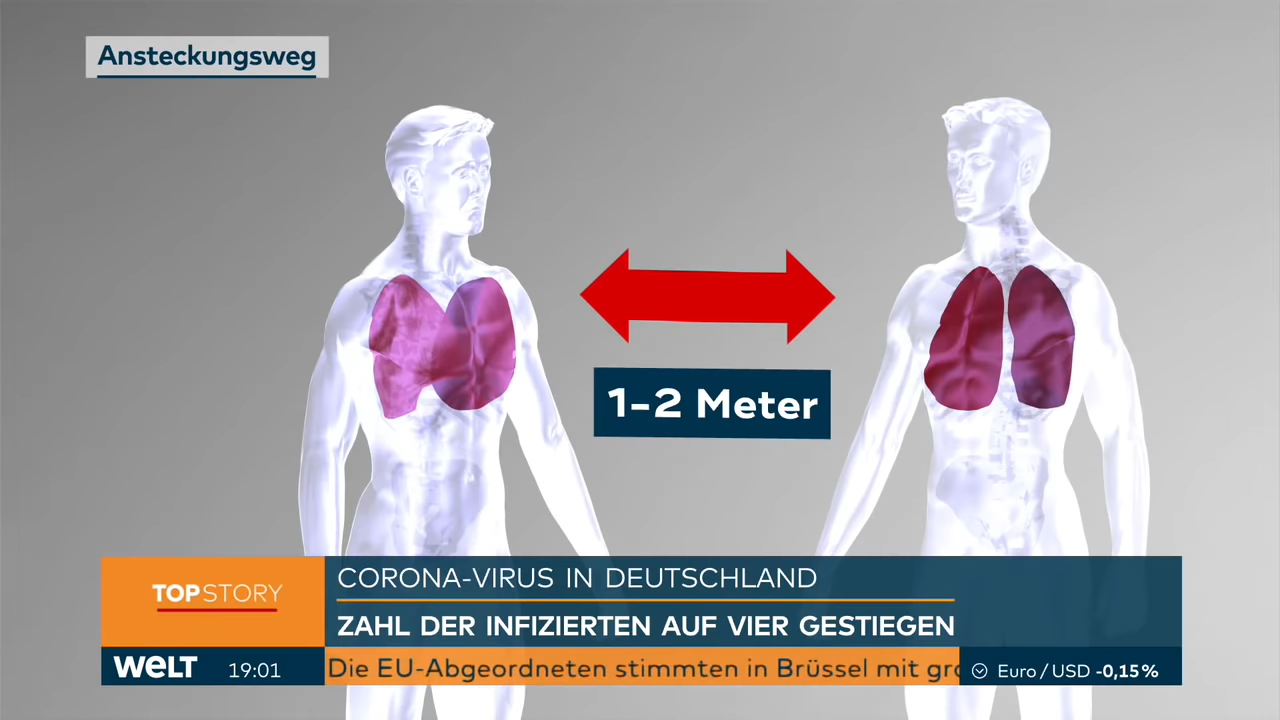 Ansteckungsweg
1-2 Meter
TOPSTORY
CORONA-VIRUS IN DEUTSCHLAND
ZAHL DER INFIZIERTEN AUF VIER GESTIEGEN
WELT 19:01 Die EU-Abgeordneten stimmten in Brüssel mit Euro / USD -0,15%